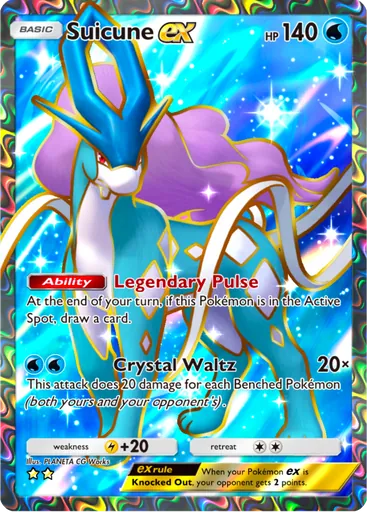 BASIC Suicune ex HP 140
Ability Legendary Pulse
At the end of your turn, if this Pokémon is in the Active
Spot, draw a card.
Crystal Waltz 20×
This attack does 20 damage for each Benched Pokémon
(both yours and your opponent's).
weakness +20 retreat
Illus. PLANETA CG Works
ex rule When your Pokémon ex is
Knocked Out, your opponent gets 2 points.